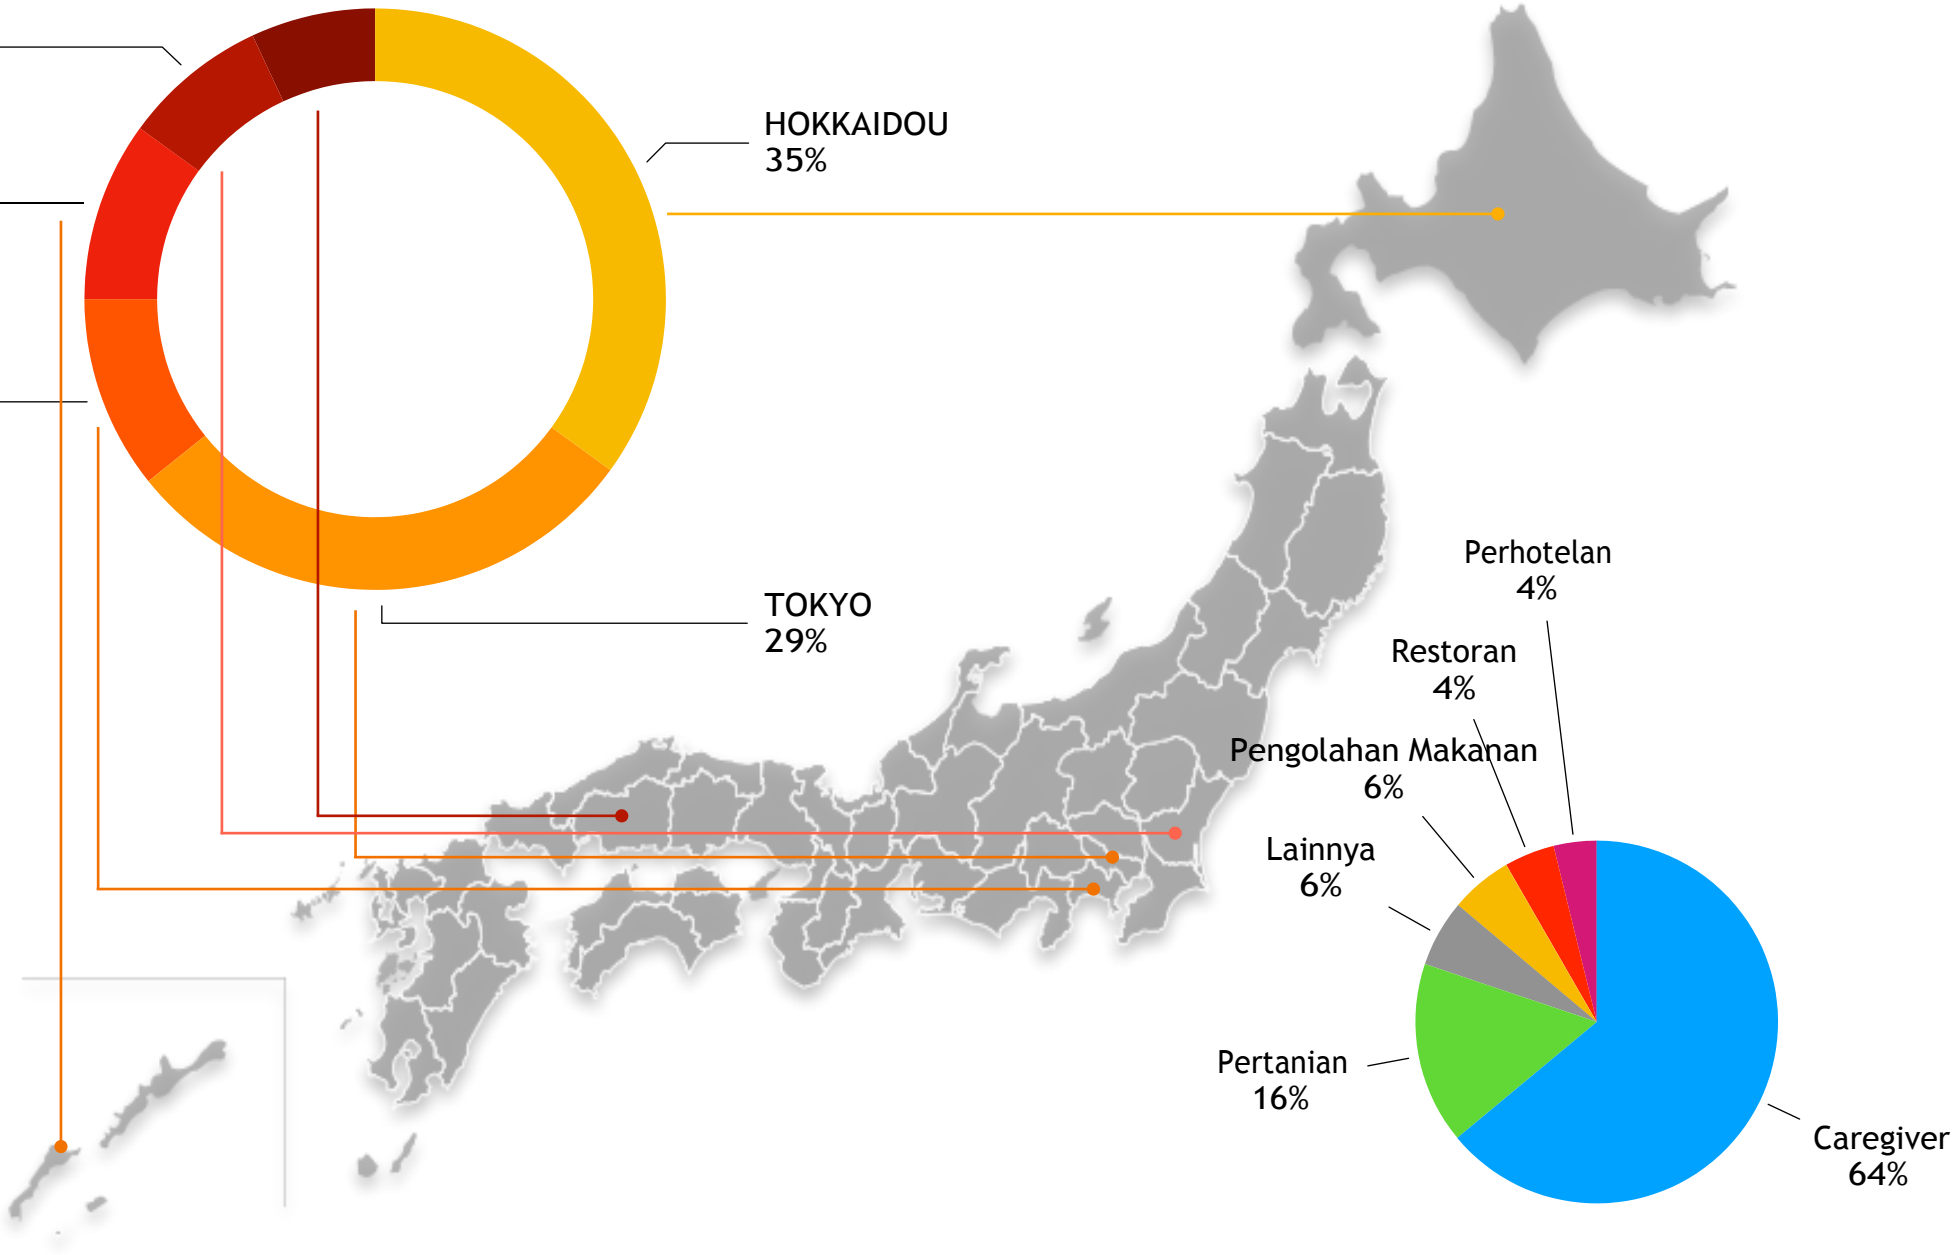 HOKKAIDOU
35%
TOKYO
29%
Perhotelan
4%
Restoran
4%
Pengolahan Makanan
6%
Lainnya
6%
Pertanian
16%
Caregiver
64%